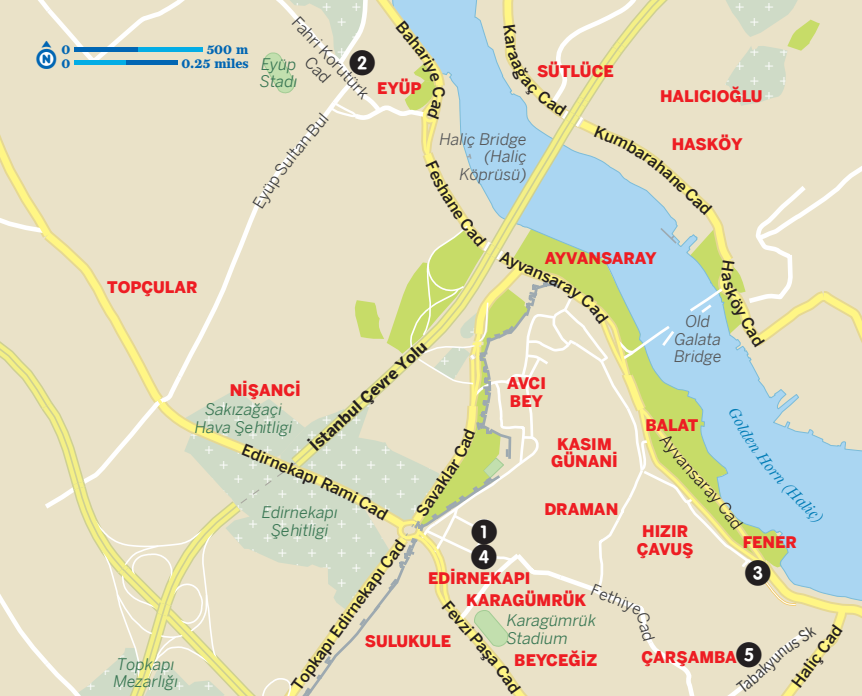 0 500 m
N
0 0.25 miles
Fahri Korutürk
Cad
2
Eyüp
Stadı
EYÜP
Bahariye Cad
Karaağaç Cad
SÜTLÜCE
HALICIOĞLU
HASKÖY
Kumbarahane Cad
Haliç Bridge
(Haliç
Köprüsü)
Eyüp Sultan Bul
Feshane Cad
AYVANSARAY
Ayvansaray Cad
Hasköy Cad
TOPÇULAR
Old
Galata
Bridge
İstanbul Çevre Yolu
NİŞANCİ
Sakızağaçi
Hava Şehitligi
AVCI
BEY
BALAT
Golden Horn (Haliç)
KASIM
GÜNANİ
Ayvansaray Cad
Edirnekapı Rami Cad
Savaklar Cad
Edirnekapı
Şehitligi
DRAMAN
HIZIR
ÇAVUŞ
FENER
1
4
3
EDİRNEKAPI
KARAGÜMRÜK
Fethiye Cad
Karagümrük
Stadium
Topkapı Edirnekapı Cad
Fevzi Paşa Cad
SULUKULE
BEYCEĞİZ
ÇARŞAMBA
5
Tabakyunus Sk
Haliç Cad
Topkapı
Mezarlığı